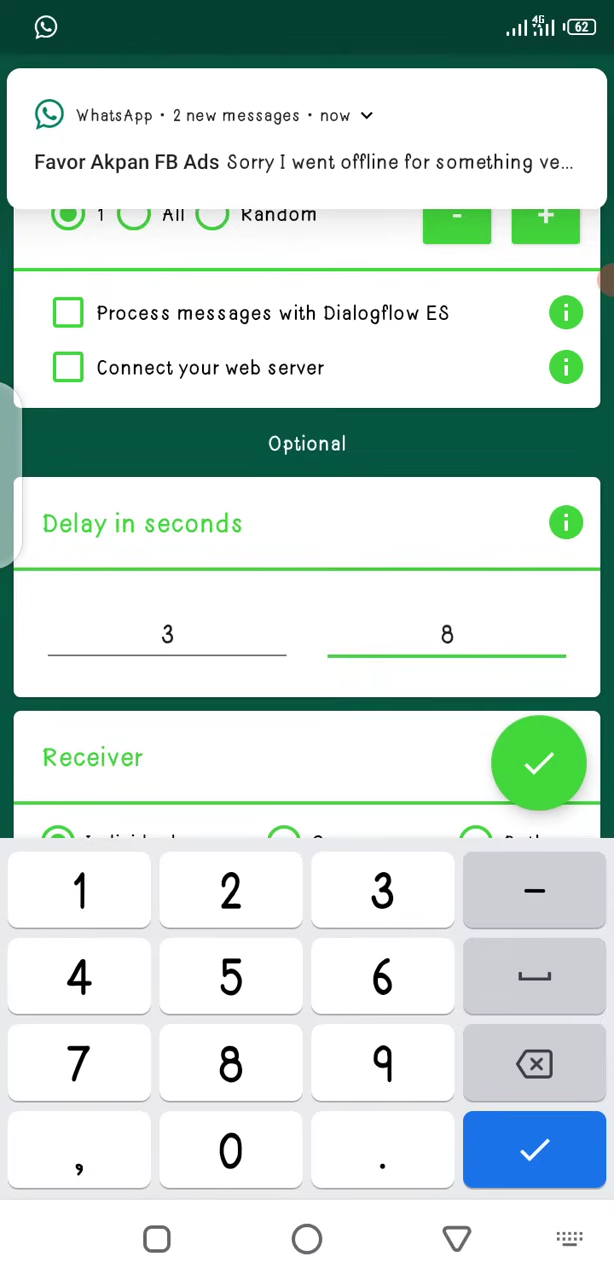 4G 62
WhatsApp • 2 new messages • now
Favor Akpan FB Ads Sorry I went offline for something ve...
1 All Random - +
Process messages with Dialogflow ES i
Connect your web server i
Optional
Delay in seconds i
3 8
Receiver
1 2 3 -
4 5 6
7 8 9
, 0 .